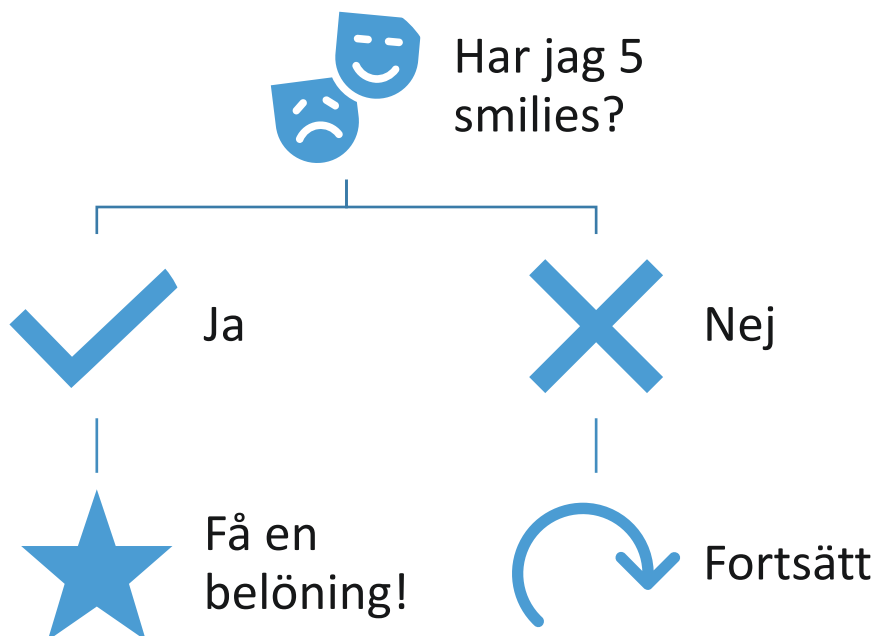 Har jag 5
smilies?
Ja
Nej
Få en
belöning!
Fortsätt